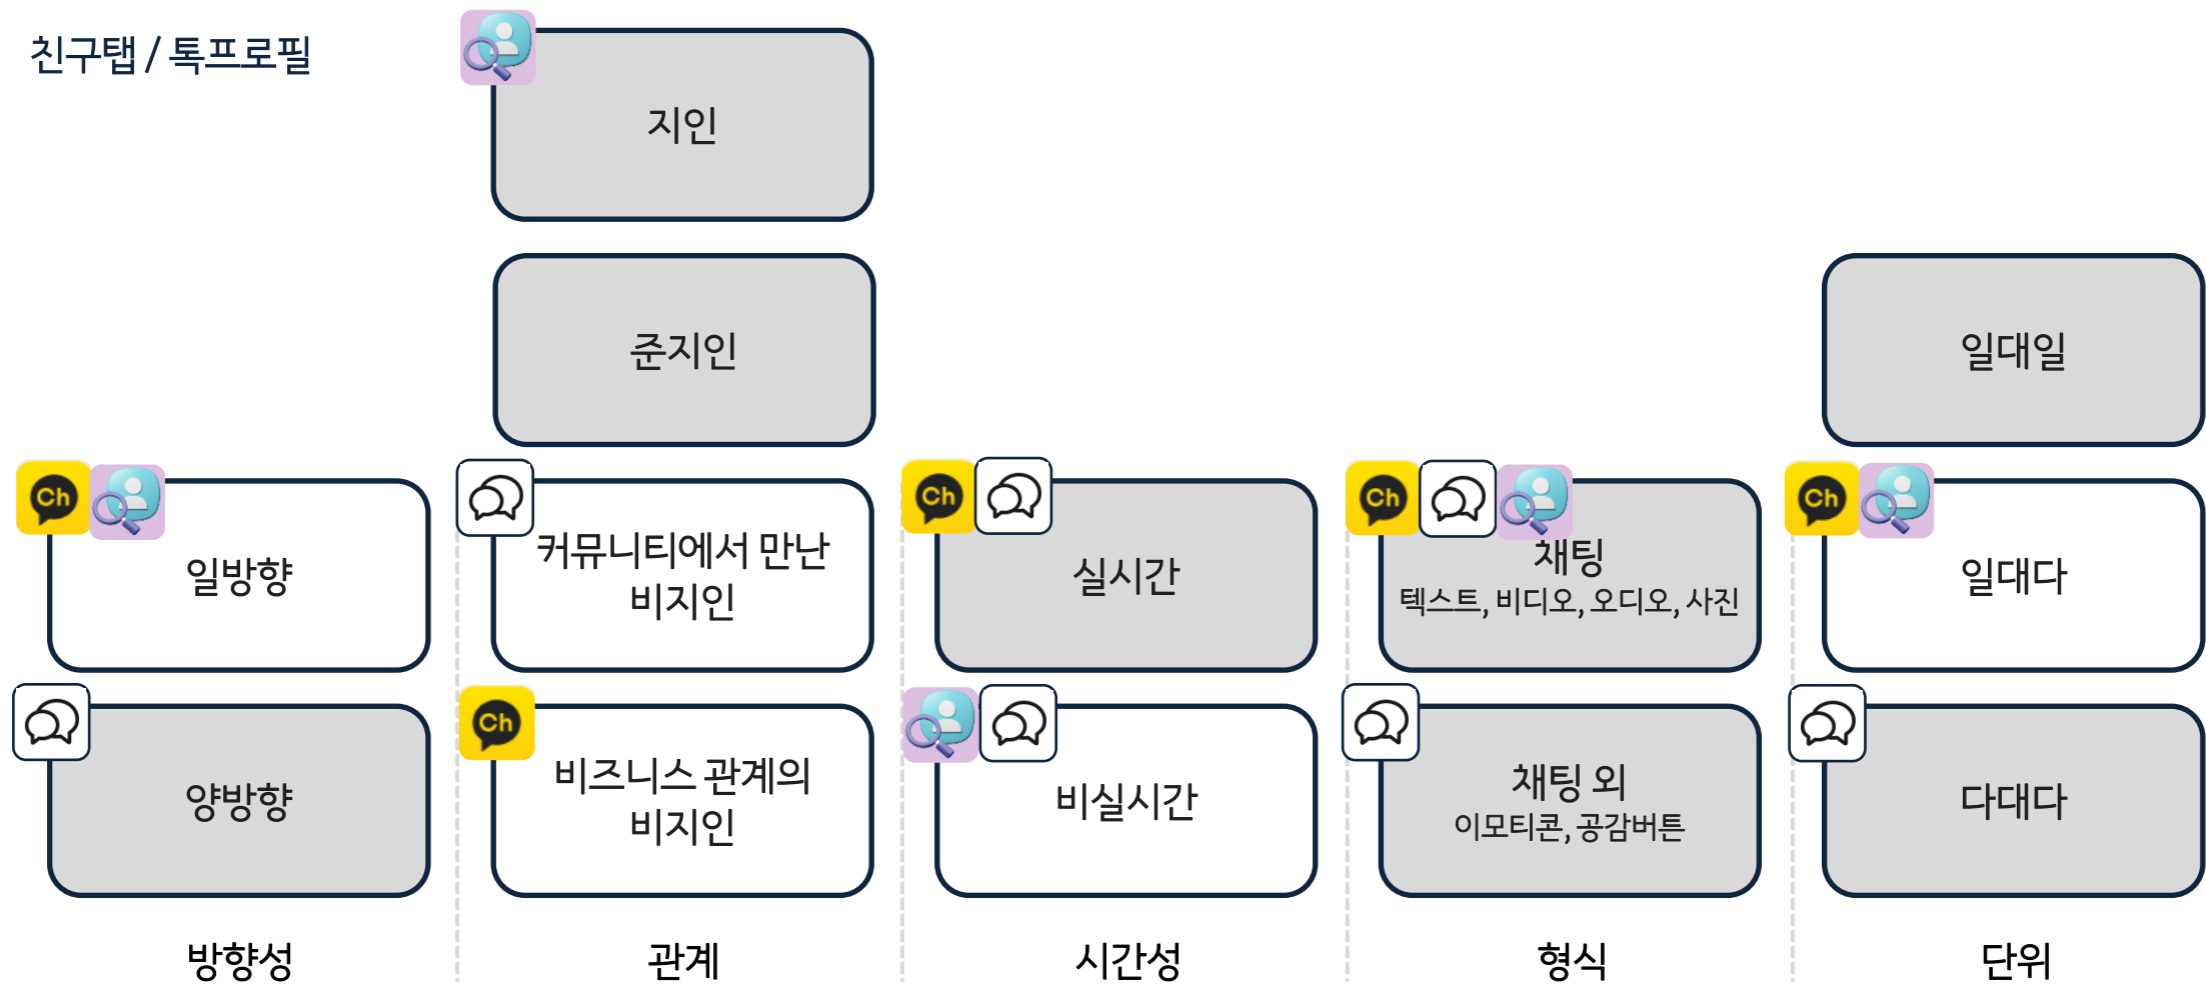 친구탭 / 톡프로필
지인
준지인
일대일
Ch
일방향
커뮤니티에서 만난
비지인
Ch
실시간
Ch
채팅
텍스트, 비디오, 오디오, 사진
Ch
일대다
양방향
Ch
비즈니스 관계의
비지인
비실시간
채팅 외
이모티콘, 공감버튼
다대다
방향성
관계
시간성
형식
단위